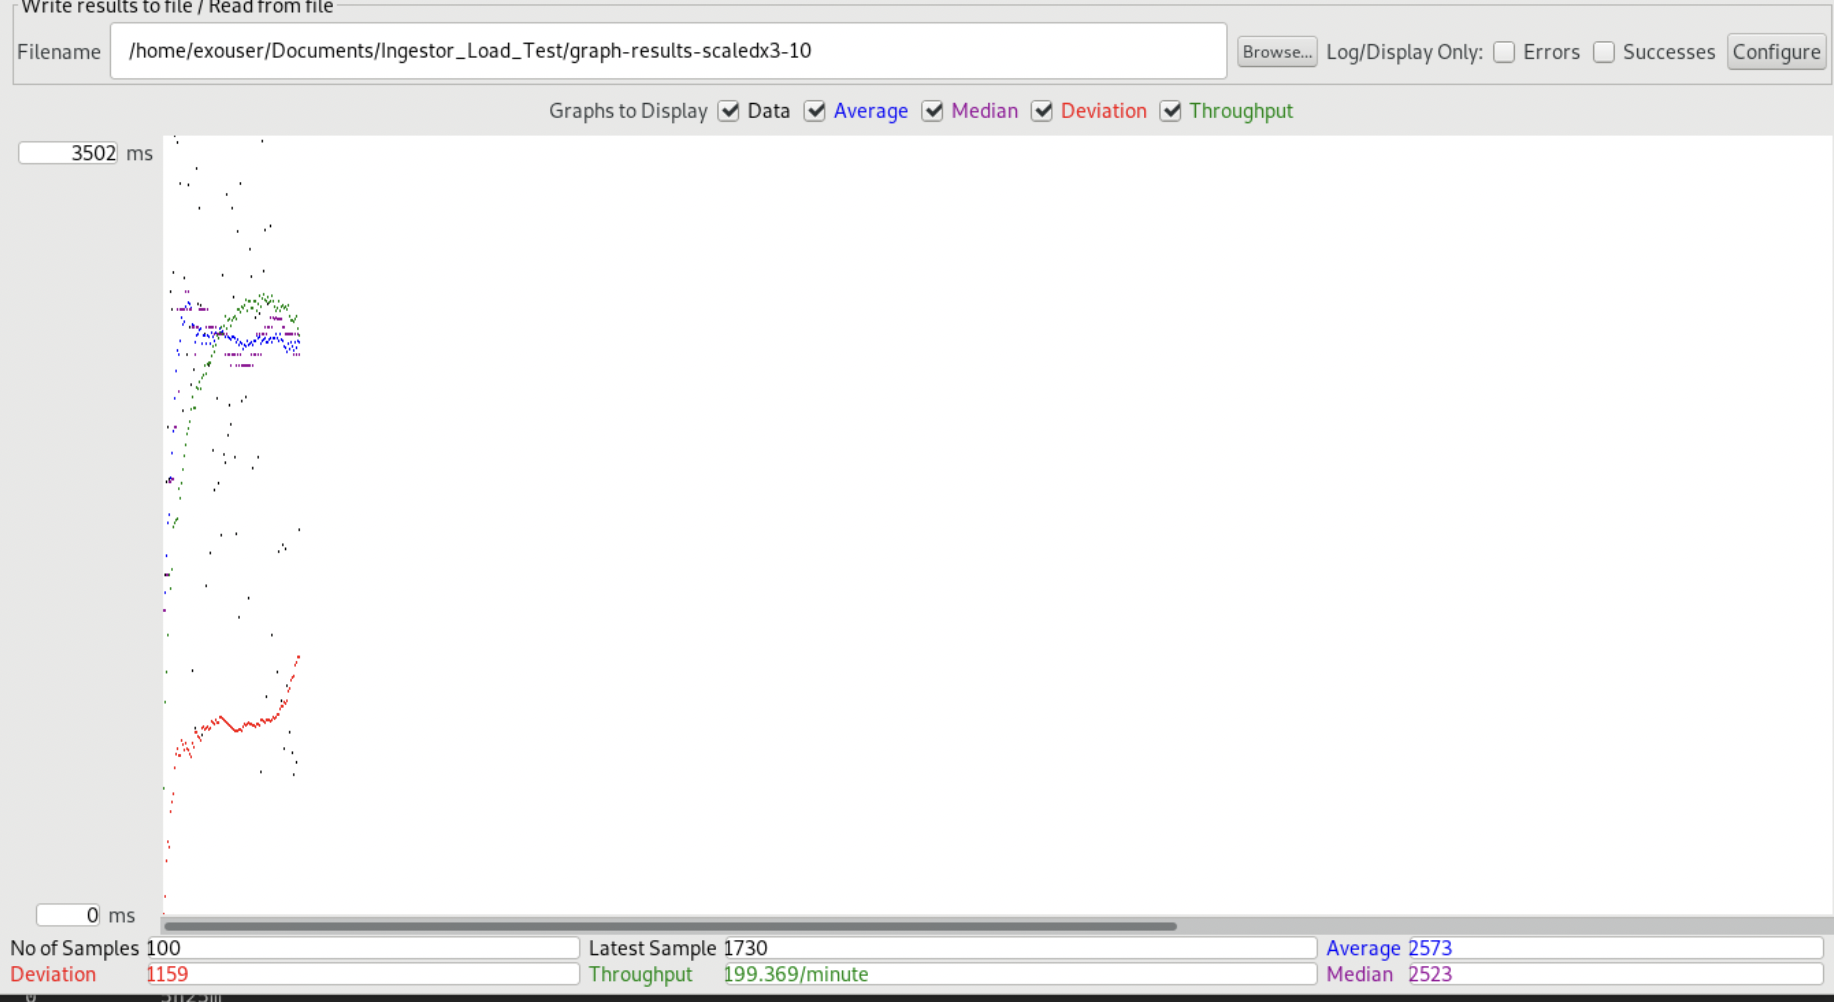 Write results to file / Read from file
Filename /home/exouser/Documents/Ingestor_Load_Test/graph-results-scaledx3-10 Browse... Log/Display Only: Errors Successes Configure
Graphs to Display Data Average Median Deviation Throughput
3502 ms
0 ms
No of Samples 100 Latest Sample 1730 Average 2573
Deviation 1159 Throughput 199.369/minute Median 2523